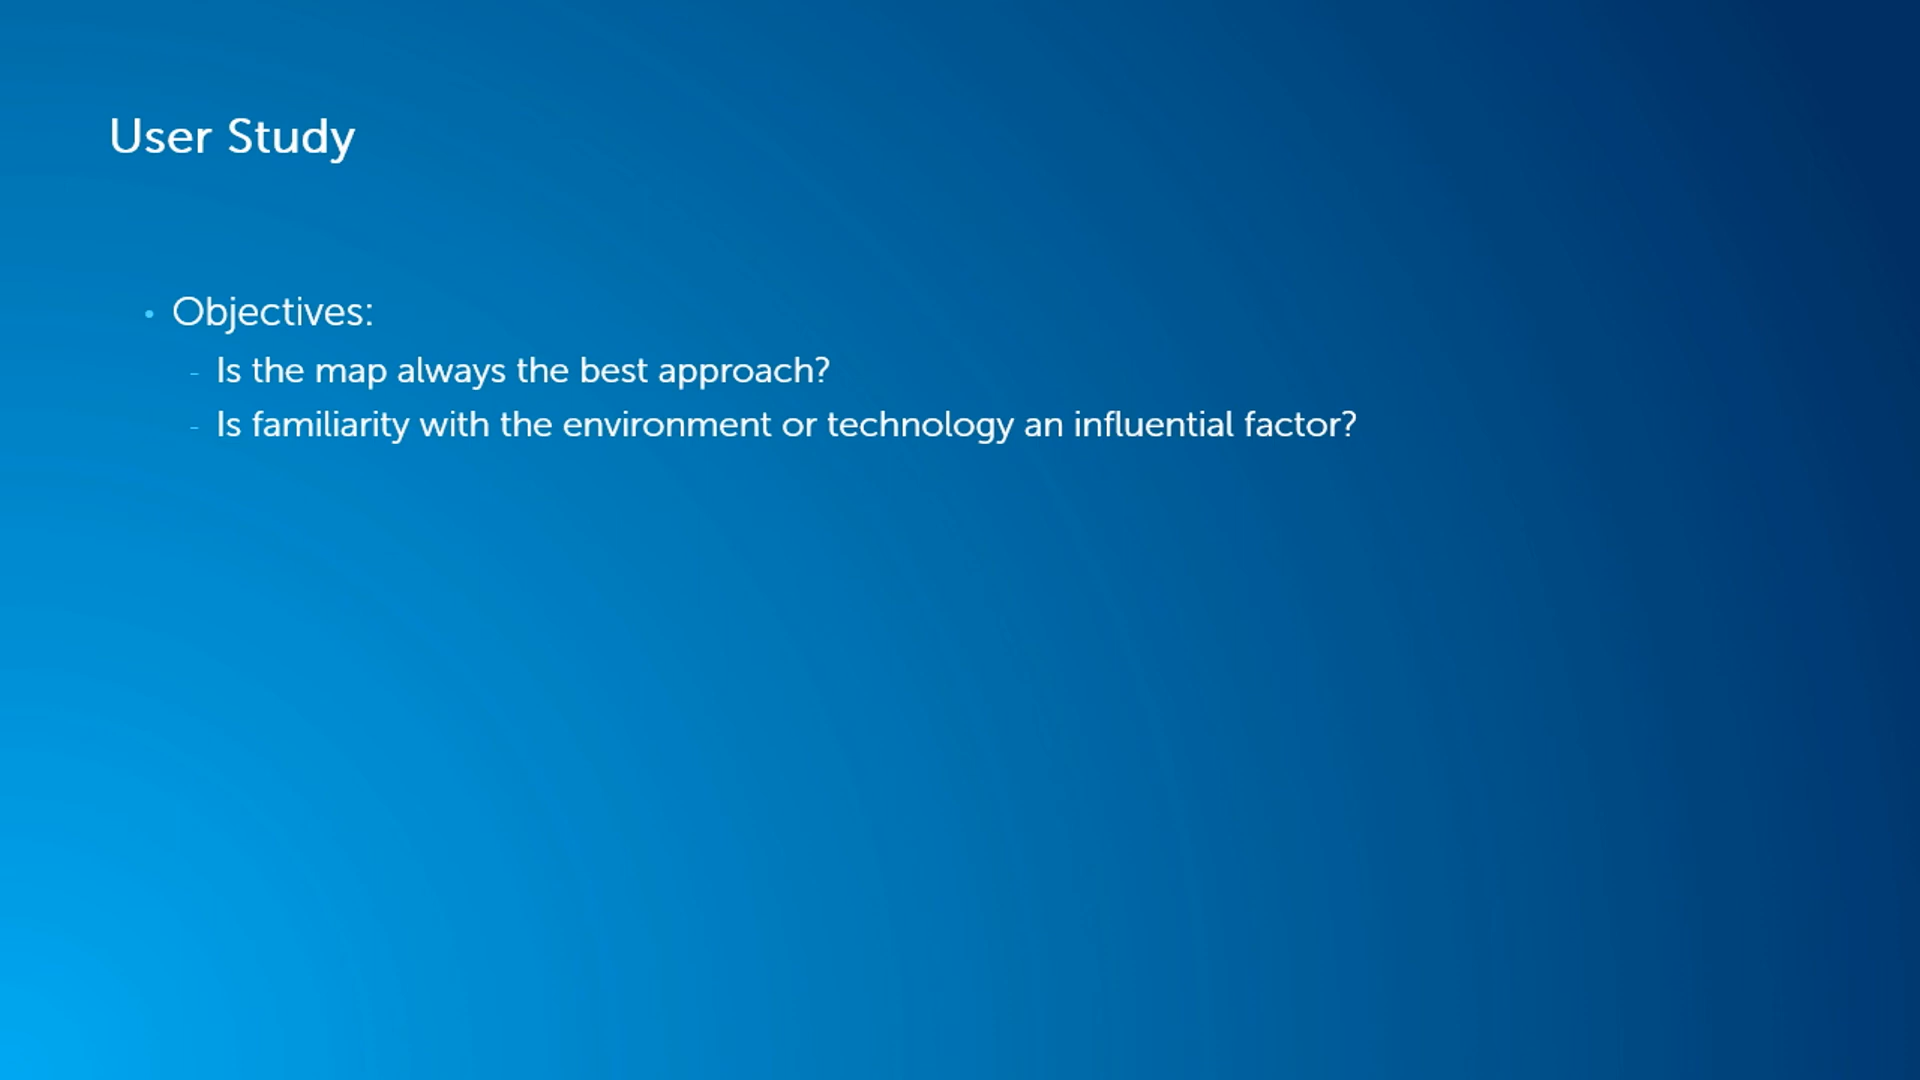 User Study
• Objectives:
- Is the map always the best approach?
- Is familiarity with the environment or technology an influential factor?